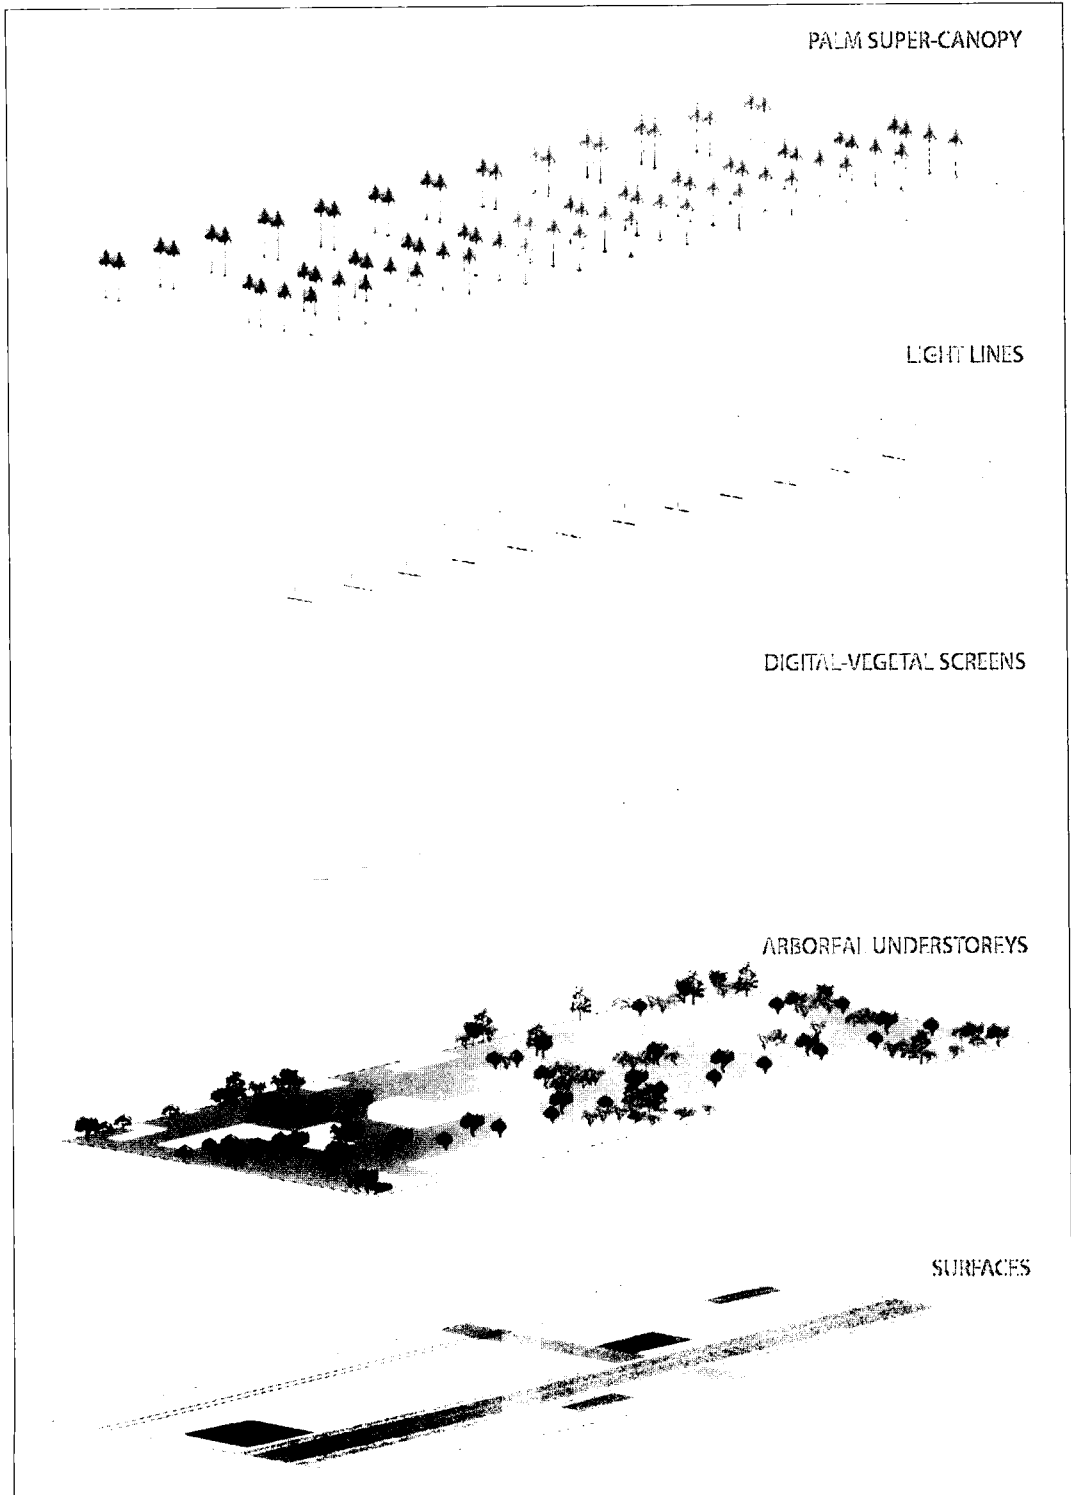 PALM SUPER-CANOPY
LIGHT LINES
DIGITAL-VEGETAL SCREENS
ARBOREAL UNDERSTOREYS
SURFACES